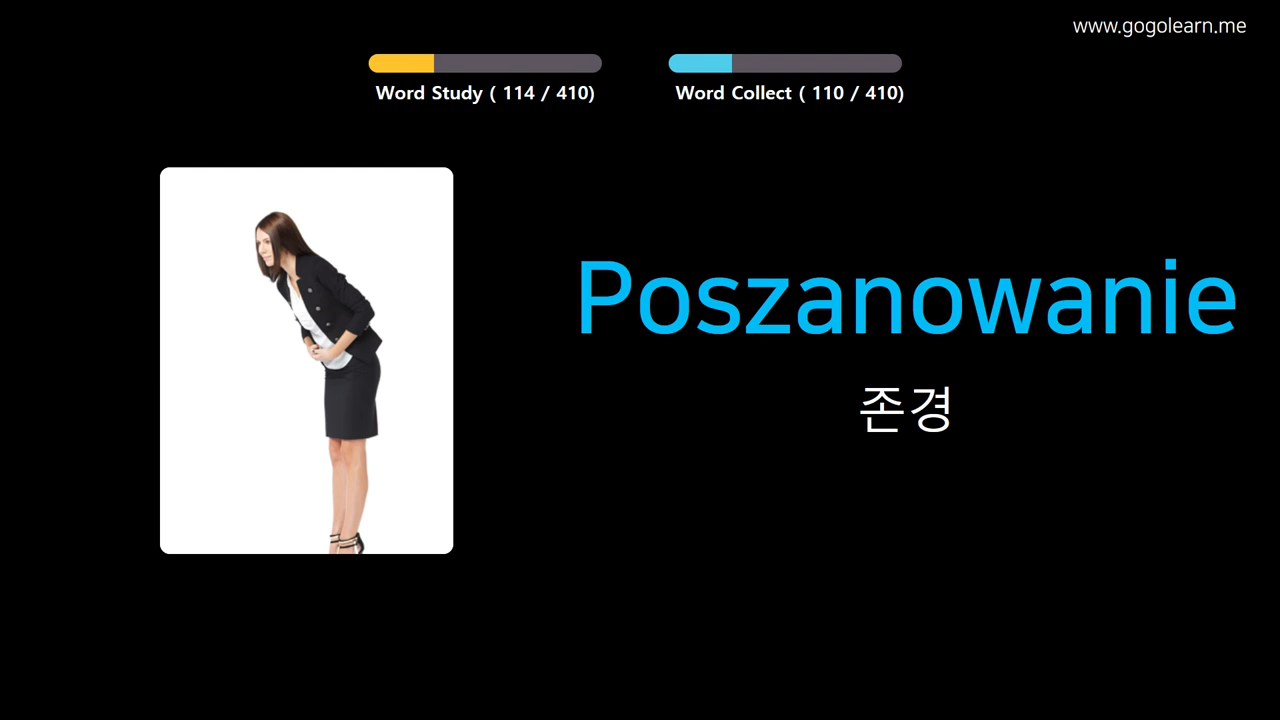 www.gogolearn.me
Word Study ( 114 / 410)
Word Collect ( 110 / 410)
Poszanowanie
존경